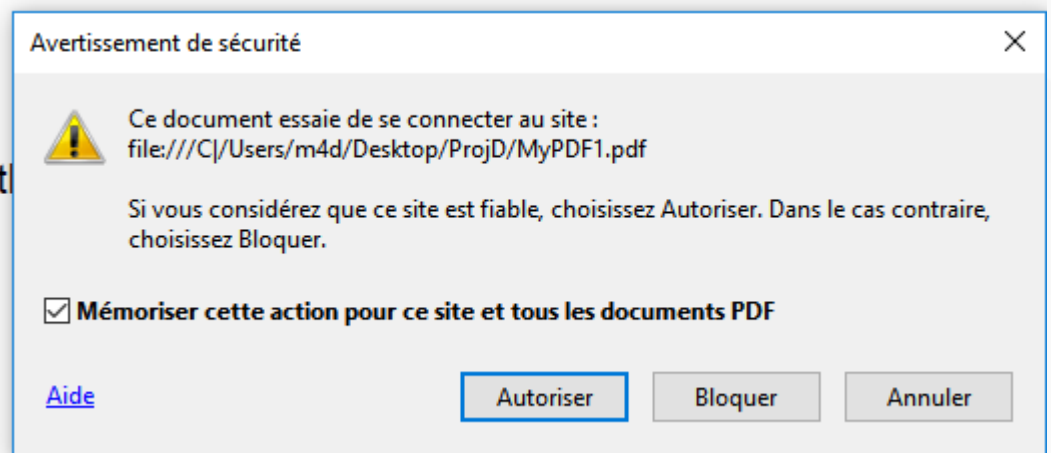 Avertissement de sécurité
Ce document essaie de se connecter au site :
file:///C|/Users/m4d/Desktop/ProjD/MyPDF1.pdf
Si vous considérez que ce site est fiable, choisissez Autoriser. Dans le cas contraire,
choisissez Bloquer.
Mémoriser cette action pour ce site et tous les documents PDF
Aide
Autoriser
Bloquer
Annuler